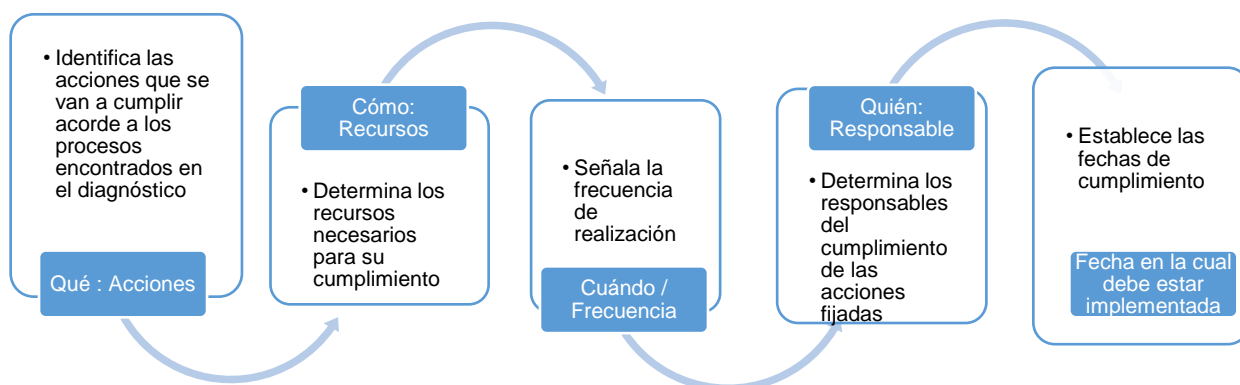 • Identifica las
acciones que se
van a cumplir
acorde a los
procesos
encontrados en
el diagnóstico
Qué : Acciones
Cómo:
Recursos
• Determina los
recursos
necesarios
para su
cumplimiento
• Señala la
frecuencia
de
realización
Cuándo /
Frecuencia
Quién:
Responsable
• Determina los
responsables
del
cumplimiento
de las
acciones
fijadas
• Establece las
fechas de
cumplimiento
Fecha en la cual
debe estar
implementada